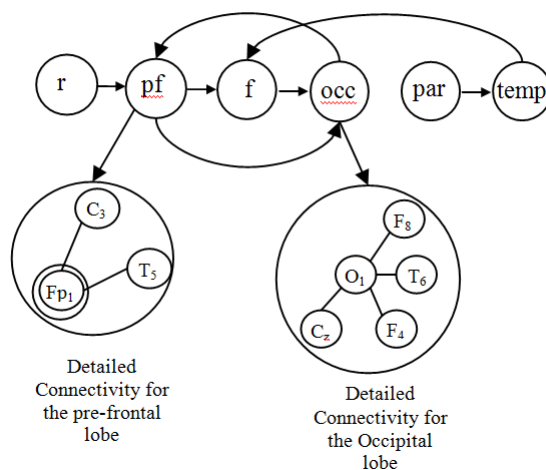 r
pf
f
occ
par
temp
C3
T5
Fp1
F8
O1
T6
Cz
F4
Detailed
Connectivity for
the pre-frontal
lobe
Detailed
Connectivity for
the Occipital
lobe